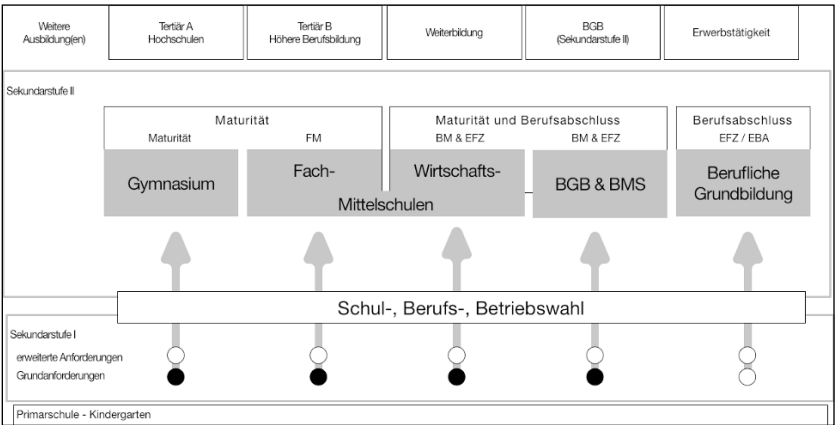 Weitere
Ausbildung(en)
Tertiär A
Hochschulen
Tertiär B
Höhere Berufsbildung
Weiterbildung
BGB
(Sekundarstufe II)
Erwerbstätigkeit
Sekundarstufe II
Maturität
Maturität und Berufsabschluss
Berufsabschluss
Maturität
FM
BM & EFZ
BM & EFZ
EFZ / EBA
Gymnasium
Fach-
Wirtschafts-
Mittelschulen
BGB & BMS
Berufliche
Grundbildung
Schul-, Berufs-, Betriebswahl
Sekundarstufe I
erweiterte Anforderungen
Grundanforderungen
Primarschule - Kindergarten